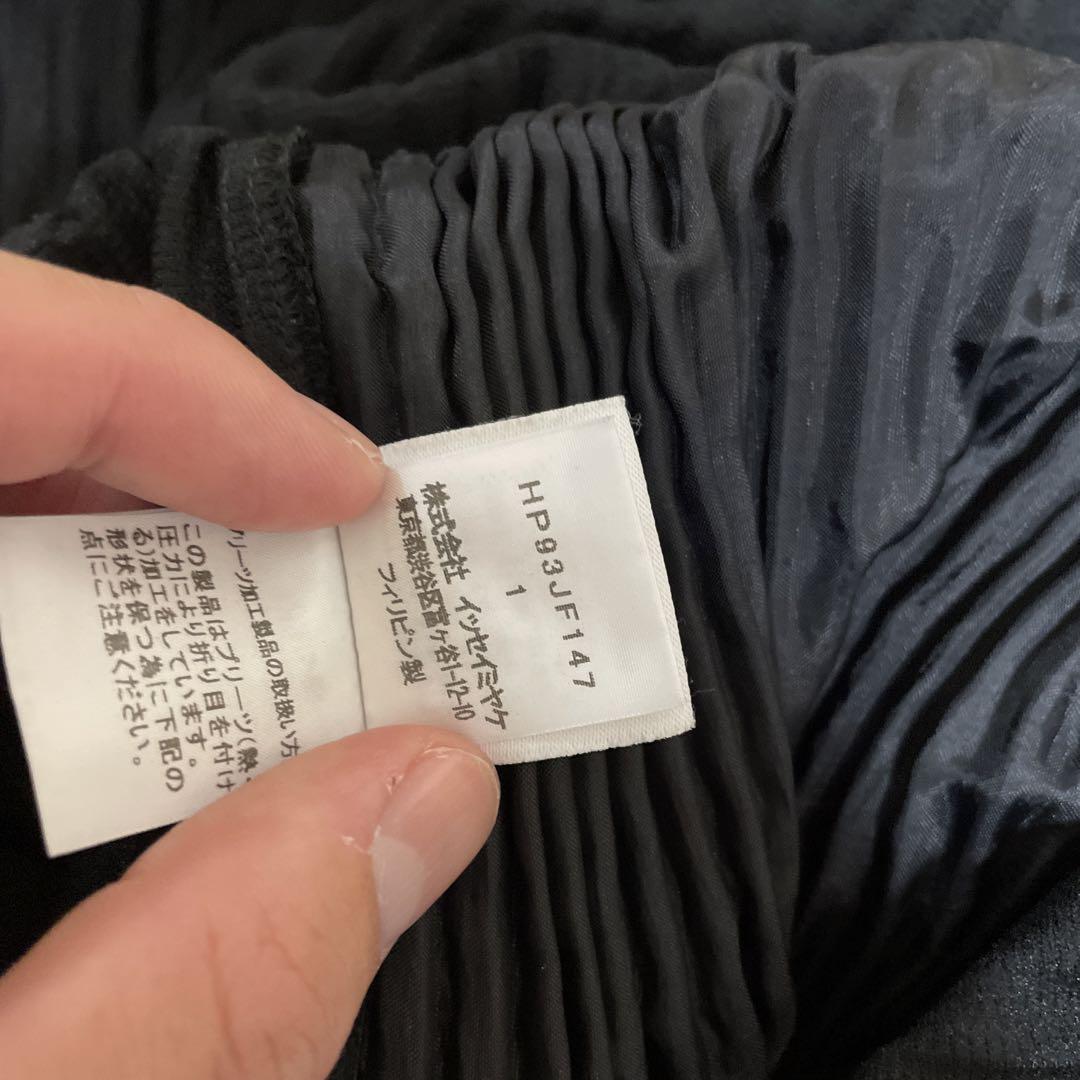 HP93JF147
1
株式会社 イッセイミヤケ
東京都渋谷区富ヶ谷1-12-10
フィリピン製
リーツ加工製品の取扱い方
この製品はプリーツ(熱
圧力により折り目を付け
る)加工をしています。
形状を保つ為に下記の
点にご注意ください。